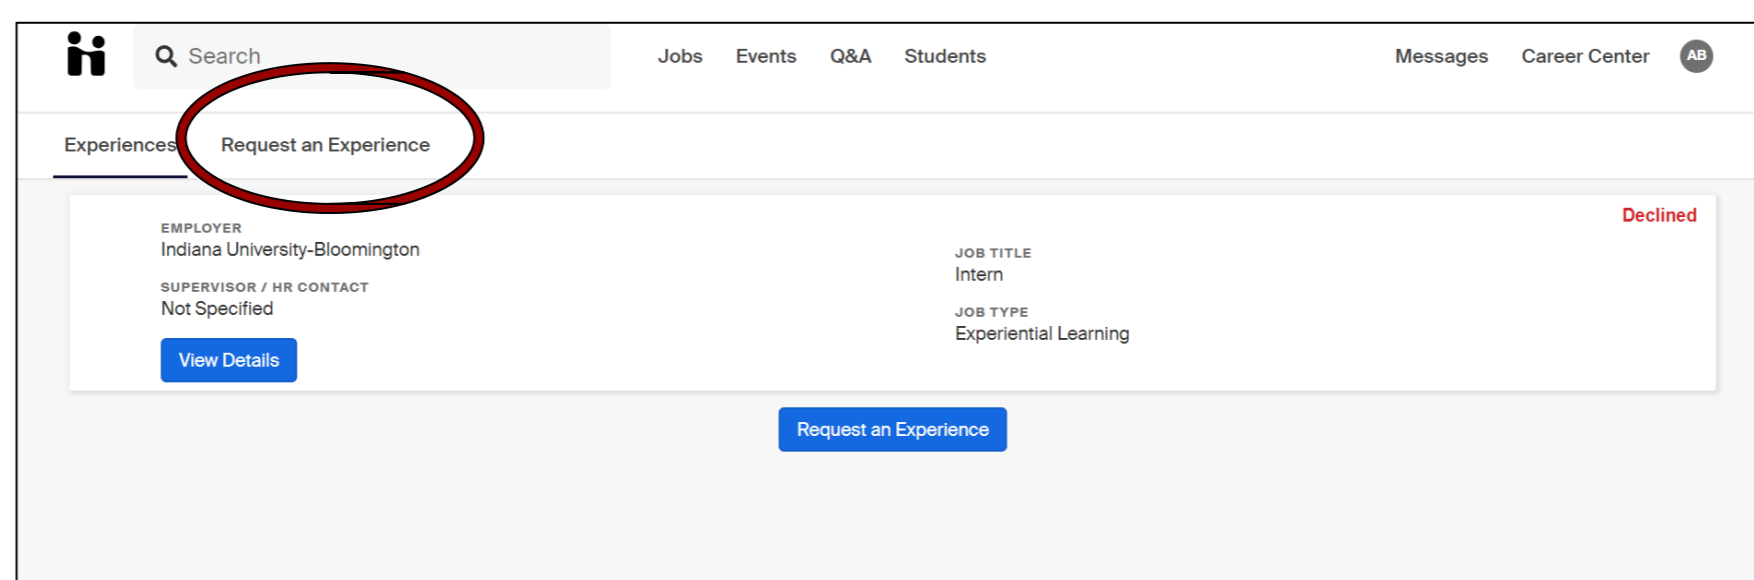 Search
Jobs Events Q&A Students
Messages Career Center AB
Experiences Request an Experience
Declined
EMPLOYER
Indiana University-Bloomington
SUPERVISOR / HR CONTACT
Not Specified
View Details
JOB TITLE
Intern
JOB TYPE
Experiential Learning
Request an Experience